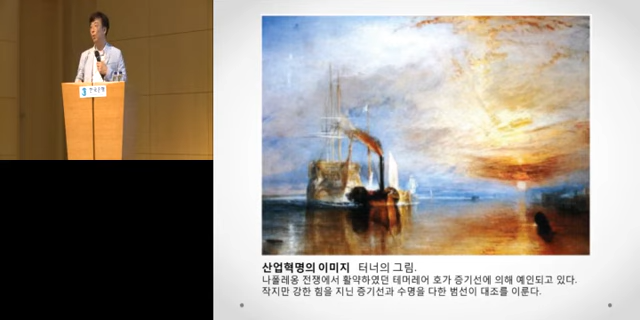 산업혁명의 이미지 터너의 그림.
나폴레옹 전쟁에서 활약하였던 테머레어 호가 증기선에 의해 예인되고 있다.
작지만 강한 힘을 지닌 증기선과 수명을 다한 범선이 대조를 이룬다.